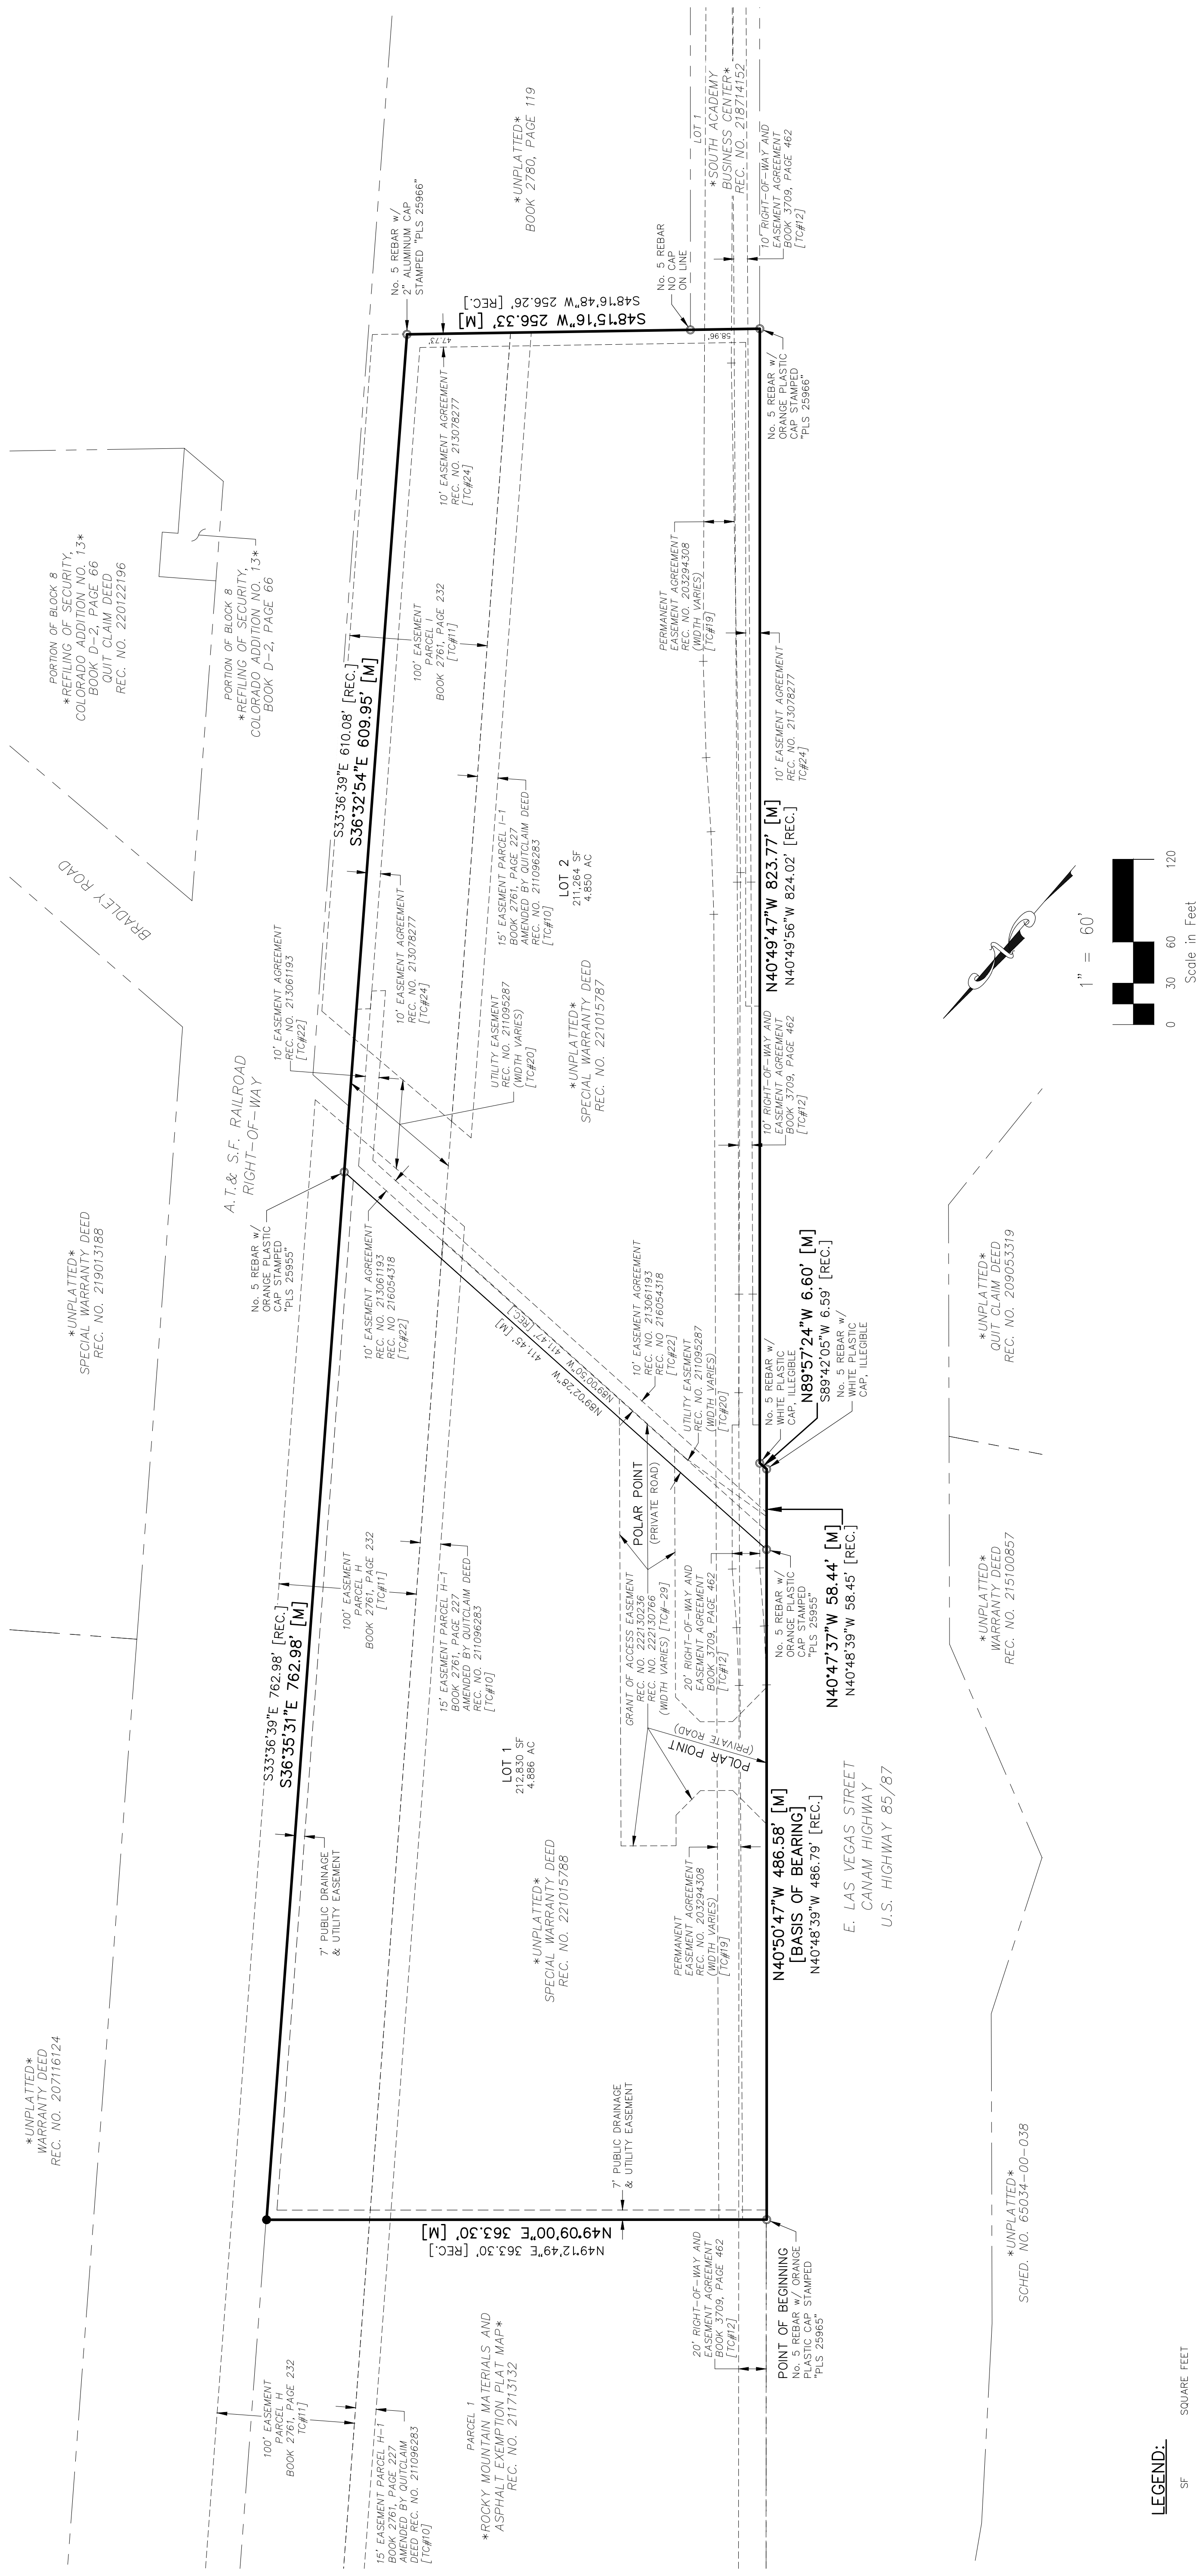 *UNPLATTED*
WARRANTY DEED
REC. NO. 207116124
*UNPLATTED*
SPECIAL WARRANTY DEED
REC. NO. 219013188
BRADLEY ROAD
PORTION OF BLOCK 8
*REFILING OF SECURITY,
COLORADO ADDITION NO. 13*
BOOK D-2, PAGE 66
QUIT CLAIM DEED
REC. NO. 220122196
PORTION OF BLOCK 8
*REFILING OF SECURITY,
COLORADO ADDITION NO. 13*
BOOK D-2, PAGE 66
A.T.& S.F. RAILROAD
RIGHT-OF-WAY
100' EASEMENT
PARCEL H
BOOK 2761, PAGE 232
TC#11]
15' EASEMENT PARCEL H-1
BOOK 2761, PAGE 227
AMENDED BY QUITCLAIM
DEED REC. NO. 211096283
[TC#10]
PARCEL 1
*ROCKY MOUNTAIN MATERIALS AND
ASPHALT EXEMPTION PLAT MAP*
REC. NO. 211713132
N49°12'49"E 363.30' [REC.]
N49°09'00"E 363.30' [M]
20' RIGHT-OF-WAY AND
EASEMENT AGREEMENT
BOOK 3709, PAGE 462
[TC#12]
POINT OF BEGINNING
No. 5 REBAR w/ ORANGE
PLASTIC CAP STAMPED
"PLS 25965"
7' PUBLIC DRAINAGE
& UTILITY EASEMENT
7' PUBLIC DRAINAGE
& UTILITY EASEMENT
S33°36'39"E 762.98' [REC.]
S36°35'31"E 762.98' [M]
100' EASEMENT
PARCEL H
BOOK 2761, PAGE 232
[TC#11]
15' EASEMENT PARCEL H-1
BOOK 2761, PAGE 227
AMENDED BY QUITCLAIM DEED
REC. NO. 211096283
[TC#10]
LOT 1
212,830 SF
4.886 AC
*UNPLATTED*
SPECIAL WARRANTY DEED
REC. NO. 221015788
PERMANENT
EASEMENT AGREEMENT
REC. NO. 203294308
(WIDTH VARIES)
[TC#19]
GRANT OF ACCESS EASEMENT
REC. NO. 222130236
REC. NO. 222130766
(WIDTH VARIES) [TC#-29]
20' RIGHT-OF-WAY AND
EASEMENT AGREEMENT
BOOK 3709, PAGE 462
[TC#12]
POLAR POINT
(PRIVATE ROAD)
POLAR POINT
(PRIVATE ROAD)
N40°50'47"W 486.58' [M]
[BASIS OF BEARING]
N40°48'39"W 486.79' [REC.]
No. 5 REBAR w/
ORANGE PLASTIC
CAP STAMPED
"PLS 25955"
N40°47'37"W 58.44' [M]
N40°48'39"W 58.45' [REC.]
No. 5 REBAR w/
WHITE PLASTIC
CAP, ILLEGIBLE
N89°57'24"W 6.60' [M]
S89°42'05"W 6.59' [REC.]
No. 5 REBAR w/
WHITE PLASTIC
CAP, ILLEGIBLE
No. 5 REBAR w/
ORANGE PLASTIC
CAP STAMPED
"PLS 25955"
N89°02'28"W 411.45' [M]
N89°00'50"W 411.47' [REC.]
10' EASEMENT AGREEMENT
REC. NO. 213061193
REC. NO 216054318
[TC#22]
10' EASEMENT AGREEMENT
REC. NO. 213061193
REC. NO 216054318
[TC#22]
UTILITY EASEMENT
REC. NO. 211095287
(WIDTH VARIES)
[TC#20]
10' EASEMENT AGREEMENT
REC. NO. 213061193
[TC#22]
10' EASEMENT AGREEMENT
REC. NO. 213078277
[TC#24]
UTILITY EASEMENT
REC. NO. 211095287
(WIDTH VARIES)
[TC#20]
S33°36'39"E 610.08' [REC.]
S36°32'54"E 609.95' [M]
100' EASEMENT
PARCEL I
BOOK 2761, PAGE 232
[TC#11]
15' EASEMENT PARCEL I-1
BOOK 2761, PAGE 227
AMENDED BY QUITCLAIM DEED
REC. NO. 211096283
[TC#10]
LOT 2
211,264 SF
4.850 AC
*UNPLATTED*
SPECIAL WARRANTY DEED
REC. NO. 221015787
10' EASEMENT AGREEMENT
REC. NO. 213078277
[TC#24]
PERMANENT
EASEMENT AGREEMENT
REC. NO. 203294308
(WIDTH VARIES)
[TC#19]
10' RIGHT-OF-WAY AND
EASEMENT AGREEMENT
BOOK 3709, PAGE 462
[TC#12]
N40°49'47"W 823.77' [M]
N40°49'56"W 824.02' [REC.]
10' EASEMENT AGREEMENT
REC. NO. 213078277
TC#24]
No. 5 REBAR w/
2" ALUMINUM CAP
STAMPED "PLS 25966"
S48°16'48"W 256.26' [REC.]
S48°15'16"W 256.33' [M]
47.73'
58.96'
No. 5 REBAR
NO CAP
ON LINE
No. 5 REBAR w/
ORANGE PLASTIC
CAP STAMPED
"PLS 25966"
*UNPLATTED*
BOOK 2780, PAGE 119
LOT 1
*SOUTH ACADEMY
BUSINESS CENTER*
REC. NO. 218714152
10' RIGHT-OF-WAY AND
EASEMENT AGREEMENT
BOOK 3709, PAGE 462
[TC#12]
E. LAS VEGAS STREET
CANAM HIGHWAY
U.S. HIGHWAY 85/87
*UNPLATTED*
SCHED. NO. 65034-00-038
*UNPLATTED*
WARRANTY DEED
REC. NO. 215100857
*UNPLATTED*
QUIT CLAIM DEED
REC. NO. 209053319
1" = 60'
0 30 60 120
Scale in Feet
LEGEND:
SF SQUARE FEET